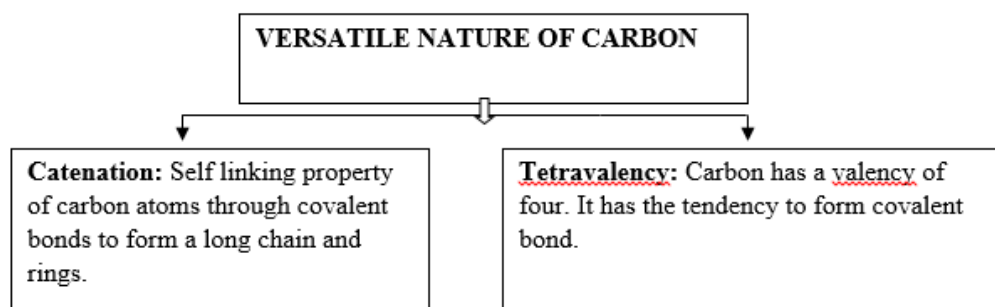 VERSATILE NATURE OF CARBON
Catenation: Self linking property
of carbon atoms through covalent
bonds to form a long chain and
rings.
Tetravalency: Carbon has a valency of
four. It has the tendency to form covalent
bond.